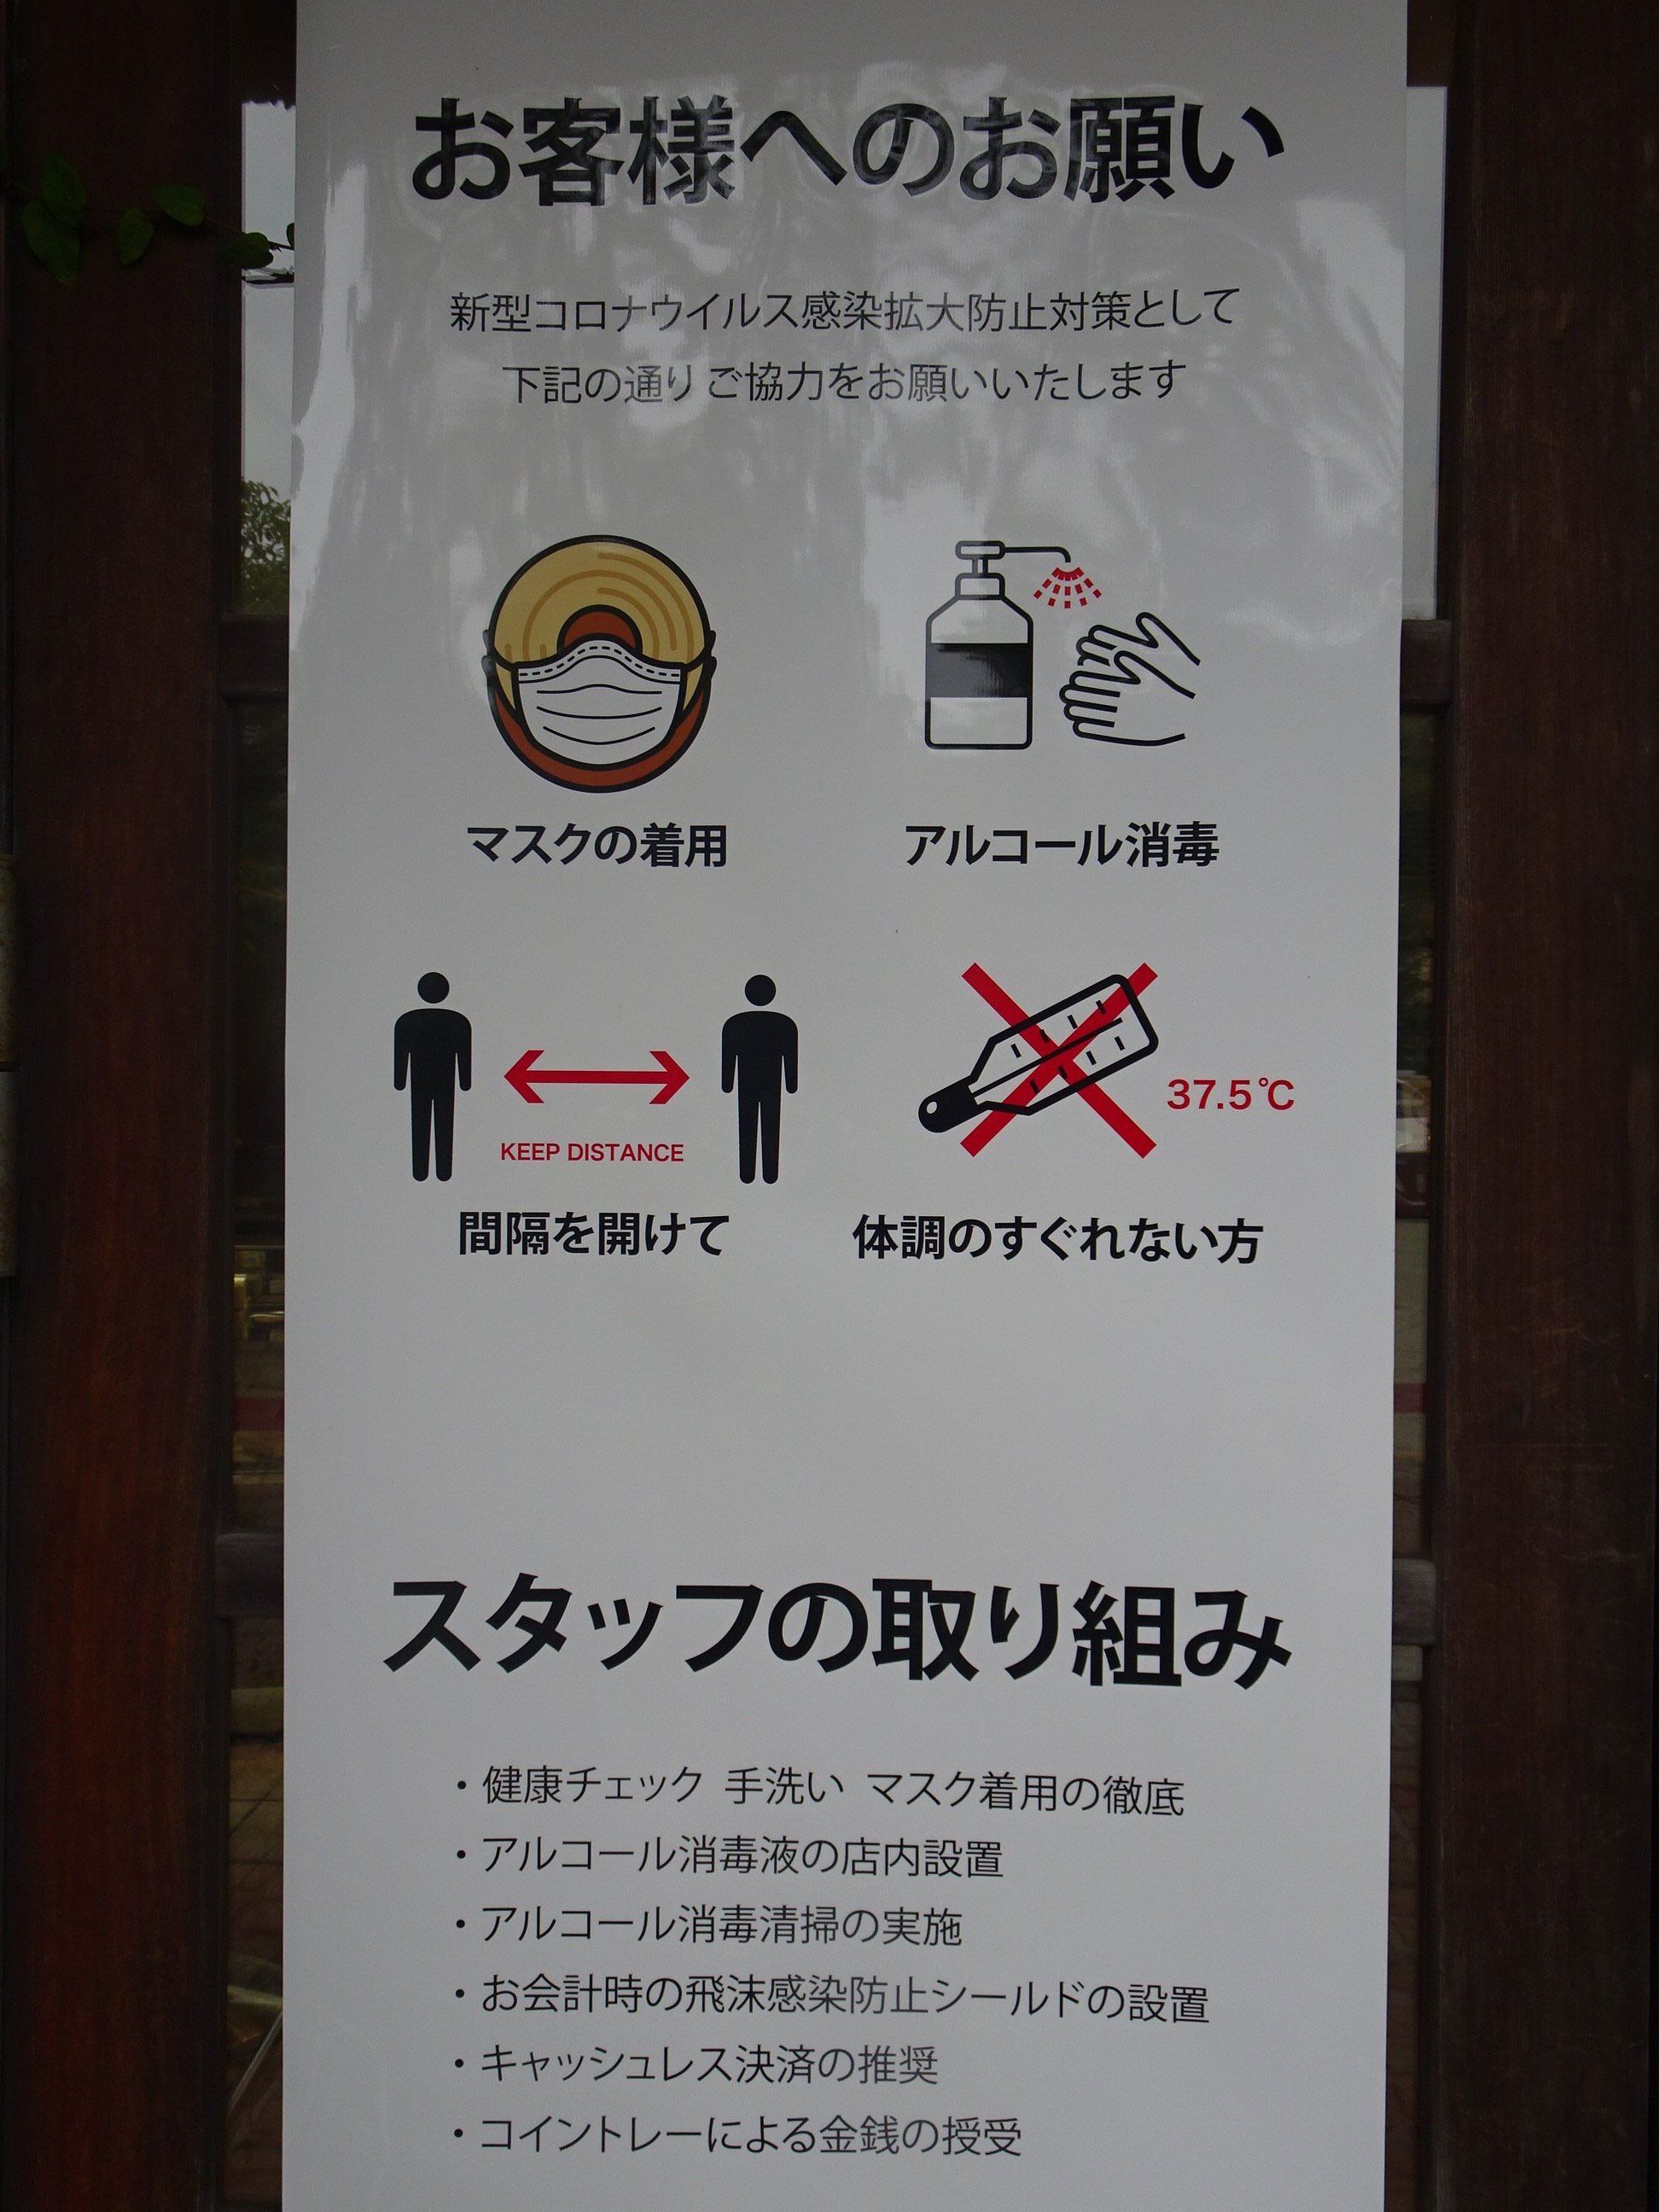 お客様へのお願い
新型コロナウイルス感染拡大防止対策として
下記の通りご協力をお願いいたします
マスクの着用
アルコール消毒
KEEP DISTANCE
間隔を開けて
37.5℃
体調のすぐれない方
スタッフの取り組み
・健康チェック 手洗い マスク着用の徹底
・アルコール消毒液の店内設置
・アルコール消毒清掃の実施
・お会計時の飛沫感染防止シールドの設置
・キャッシュレス決済の推奨
・コイントレーによる金銭の授受